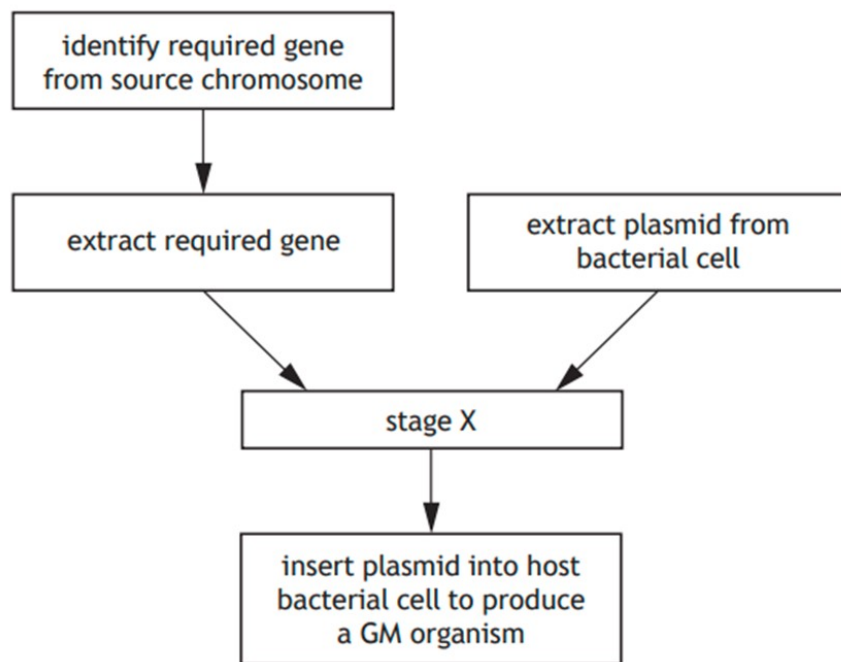 identify required gene
from source chromosome
extract required gene
extract plasmid from
bacterial cell
stage X
insert plasmid into host
bacterial cell to produce
a GM organism